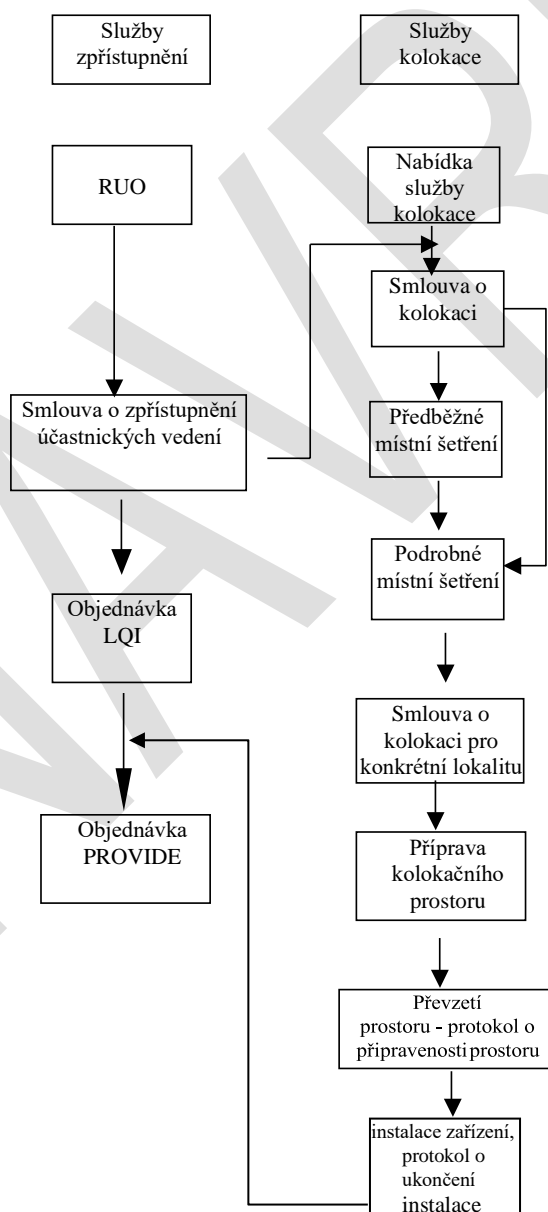 Služby
zpřístupnění
Služby
kolokace
RUO
Nabídka
služby
kolokace
Smlouva o
kolokaci
Smlouva o zpřístupnění
účastnických vedení
Předběžné
místní šetření
Podrobné
místní šetření
Objednávka
LQI
Smlouva o
kolokaci pro
konkrétní lokalitu
Objednávka
PROVIDE
Příprava
kolokačního
prostoru
Převzetí
prostoru - protokol o
připravenosti prostoru
instalace zařízení,
protokol o
ukončení
instalace